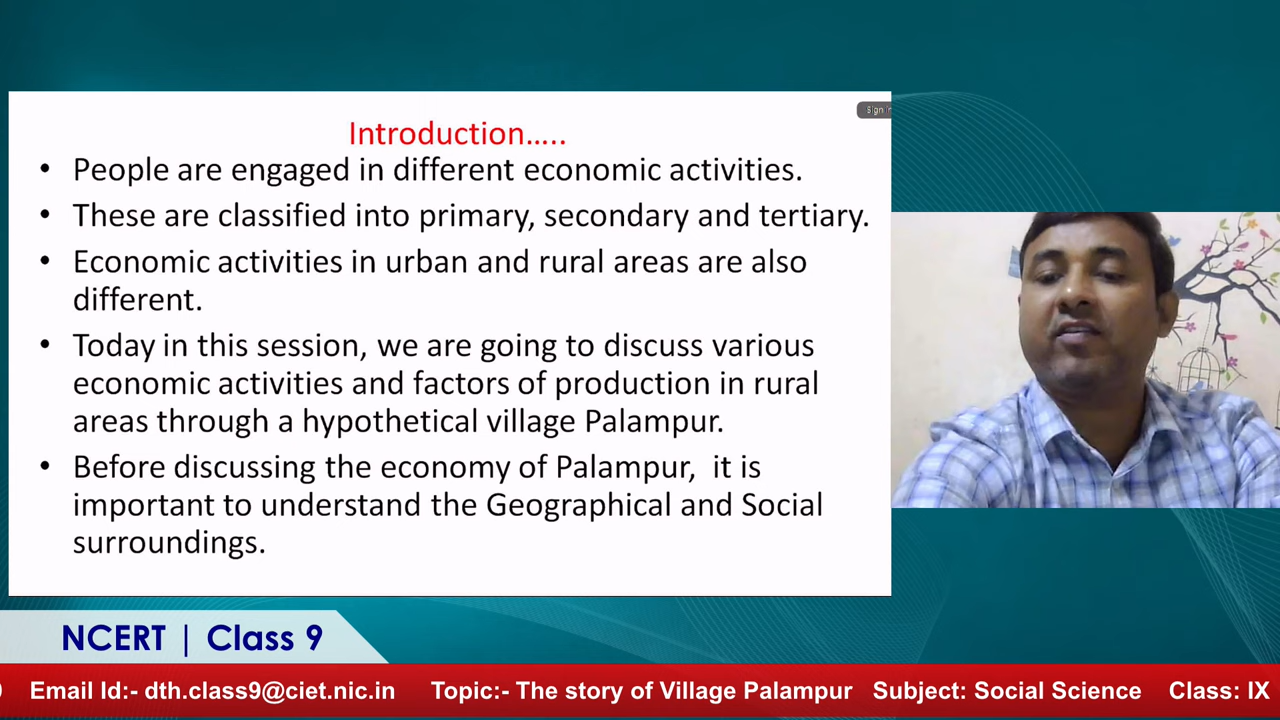 Sign in
Introduction.....
• People are engaged in different economic activities.
• These are classified into primary, secondary and tertiary.
• Economic activities in urban and rural areas are also
different.
• Today in this session, we are going to discuss various
economic activities and factors of production in rural
areas through a hypothetical village Palampur.
• Before discussing the economy of Palampur, it is
important to understand the Geographical and Social
surroundings.
NCERT | Class 9
Email Id:- dth.class9@ciet.nic.in Topic:- The story of Village Palampur Subject: Social Science Class: IX